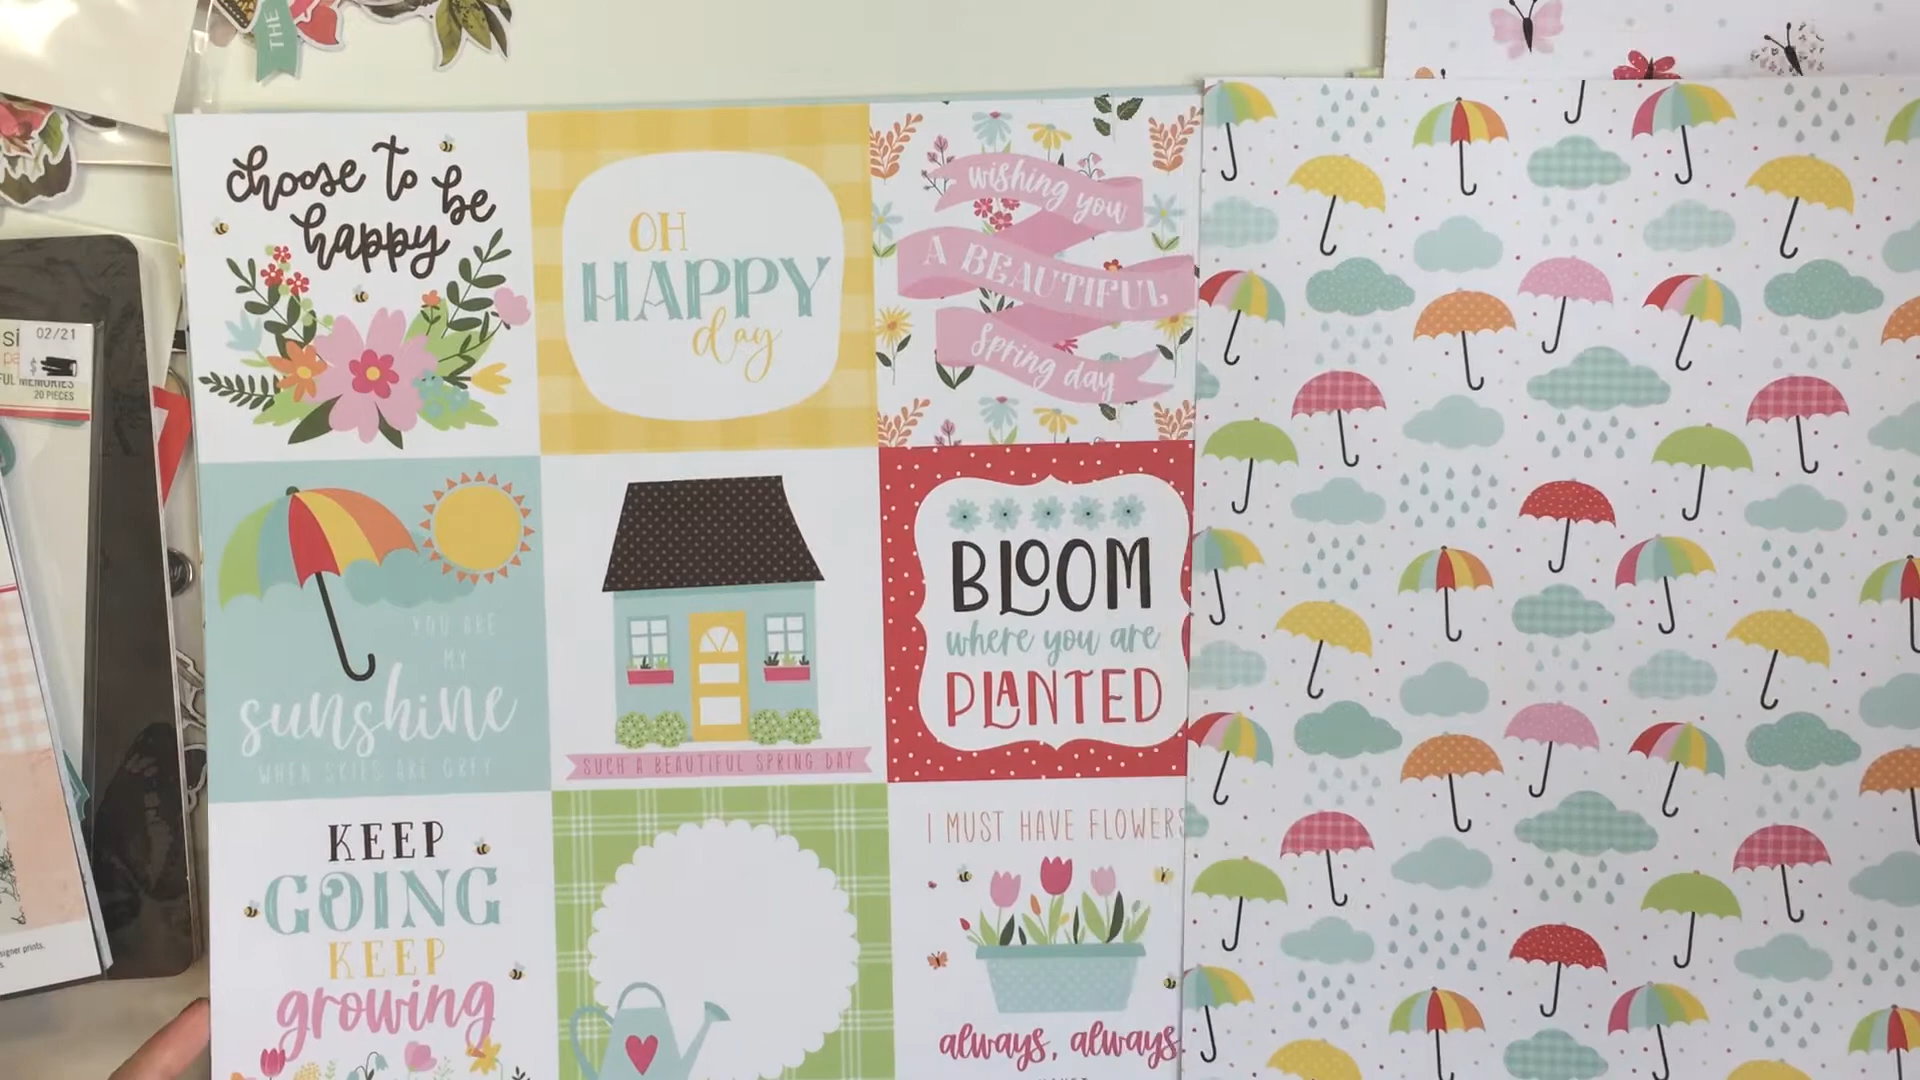 THE
02/21
20 PIECES
choose to be
happy
OH
HAPPY
day
wishing you
A BEAUTIFUL
Spring day
YOU ARE
MY
sunshine
WHEN SKIES ARE GREY
SUCH A BEAUTIFUL SPRING DAY
BLOOM
where you are
PLANTED
KEEP
GOING
KEEP
growing
I MUST HAVE FLOWERS
always, always